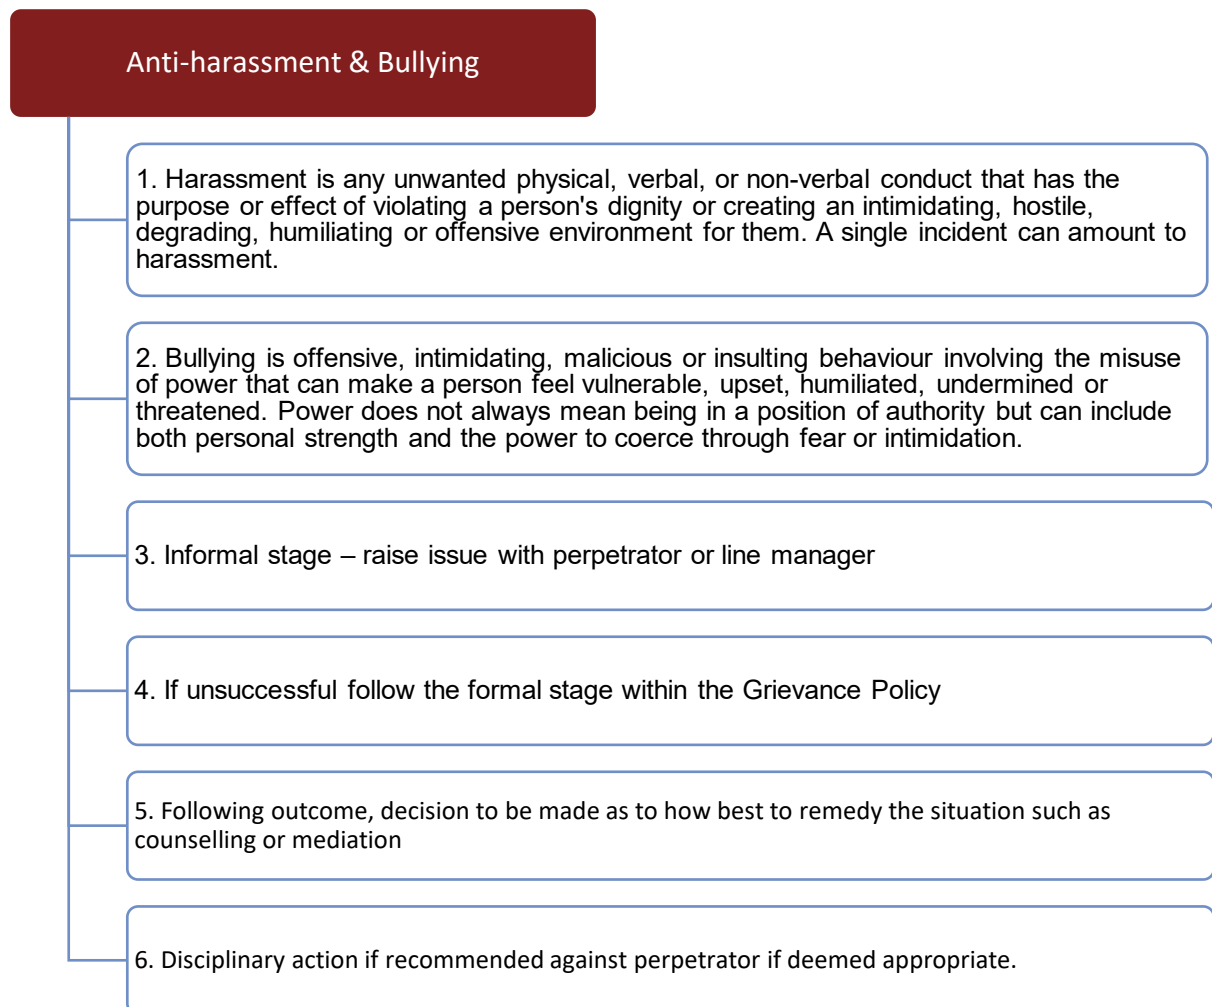 Anti-harassment & Bullying
1. Harassment is any unwanted physical, verbal, or non-verbal conduct that has the
purpose or effect of violating a person's dignity or creating an intimidating, hostile,
degrading, humiliating or offensive environment for them. A single incident can amount to
harassment.
2. Bullying is offensive, intimidating, malicious or insulting behaviour involving the misuse
of power that can make a person feel vulnerable, upset, humiliated, undermined or
threatened. Power does not always mean being in a position of authority but can include
both personal strength and the power to coerce through fear or intimidation.
3. Informal stage – raise issue with perpetrator or line manager
4. If unsuccessful follow the formal stage within the Grievance Policy
5. Following outcome, decision to be made as to how best to remedy the situation such as
counselling or mediation
6. Disciplinary action if recommended against perpetrator if deemed appropriate.